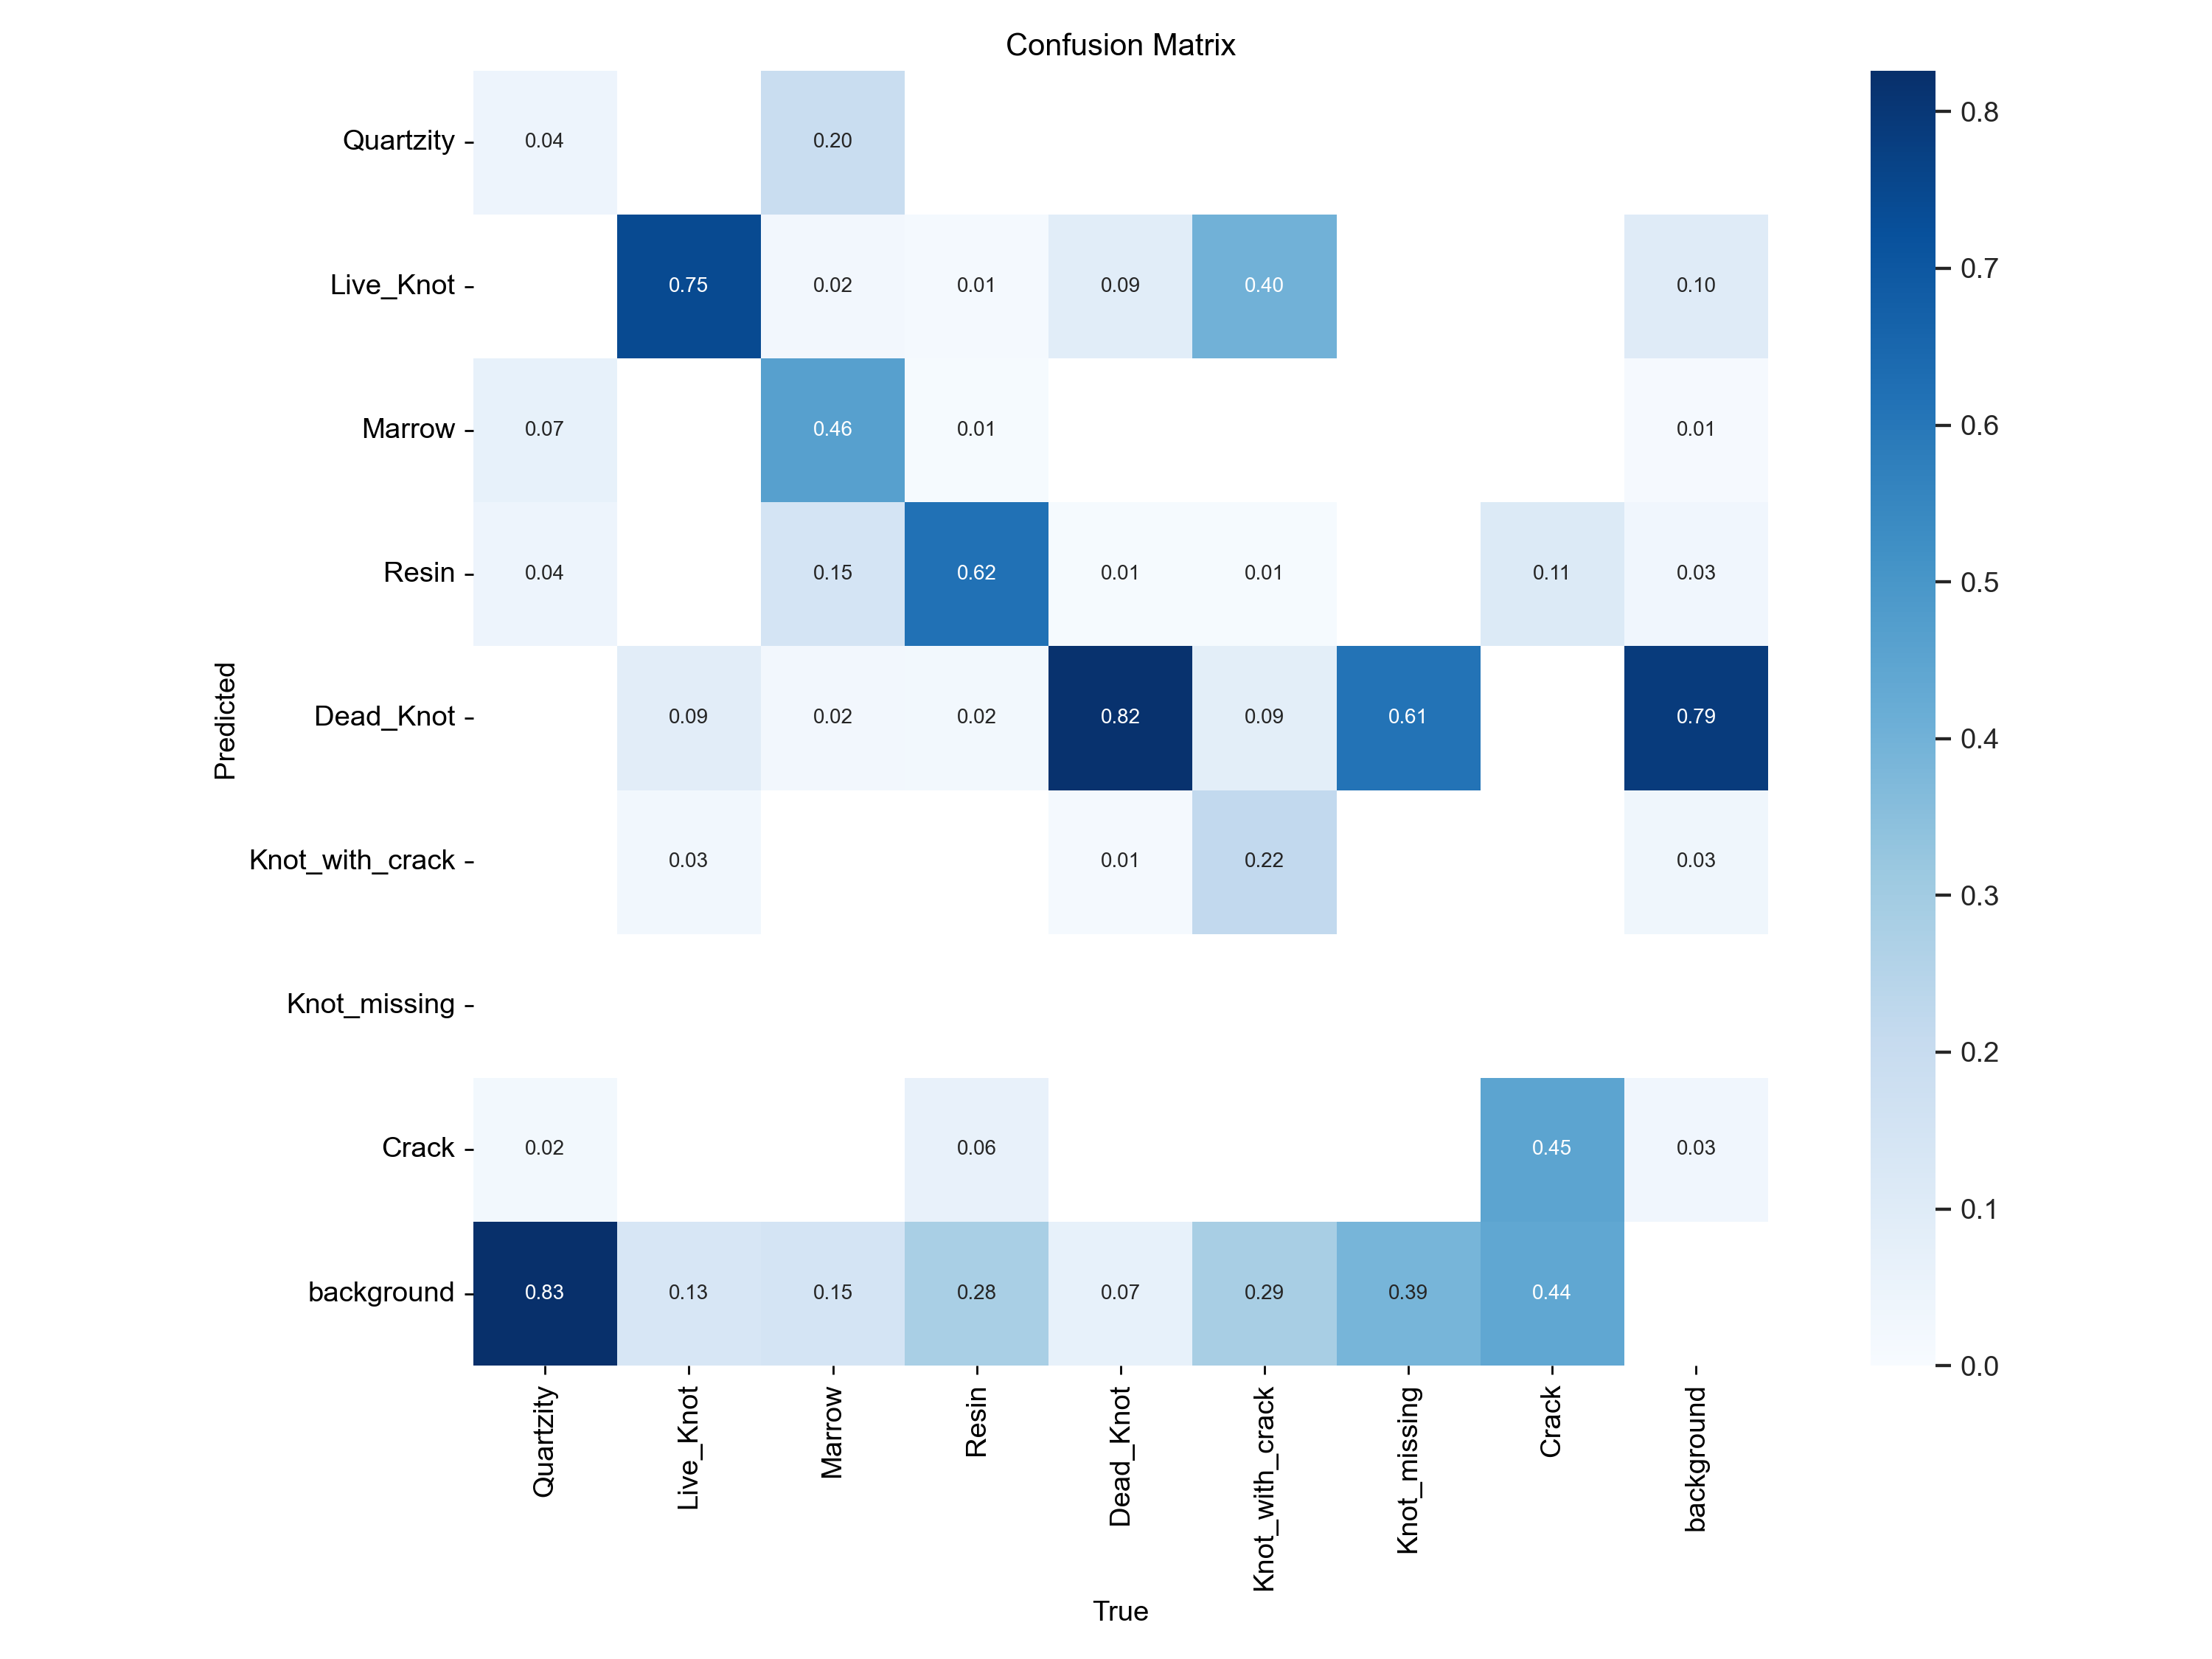 Confusion Matrix
Quartzity 0.04 0.20
Live_Knot 0.75 0.02 0.01 0.09 0.40 0.10
Marrow 0.07 0.46 0.01 0.01
Resin 0.04 0.15 0.62 0.01 0.01 0.11 0.03
Dead_Knot 0.09 0.02 0.02 0.82 0.09 0.61 0.79
Knot_with_crack 0.03 0.01 0.22 0.03
Knot_missing
Crack 0.02 0.06 0.45 0.03
background 0.83 0.13 0.15 0.28 0.07 0.29 0.39 0.44
Predicted
Quartzity
Live_Knot
Marrow
Resin
Dead_Knot
Knot_with_crack
Knot_missing
Crack
background
True
0.8
0.7
0.6
0.5
0.4
0.3
0.2
0.1
0.0